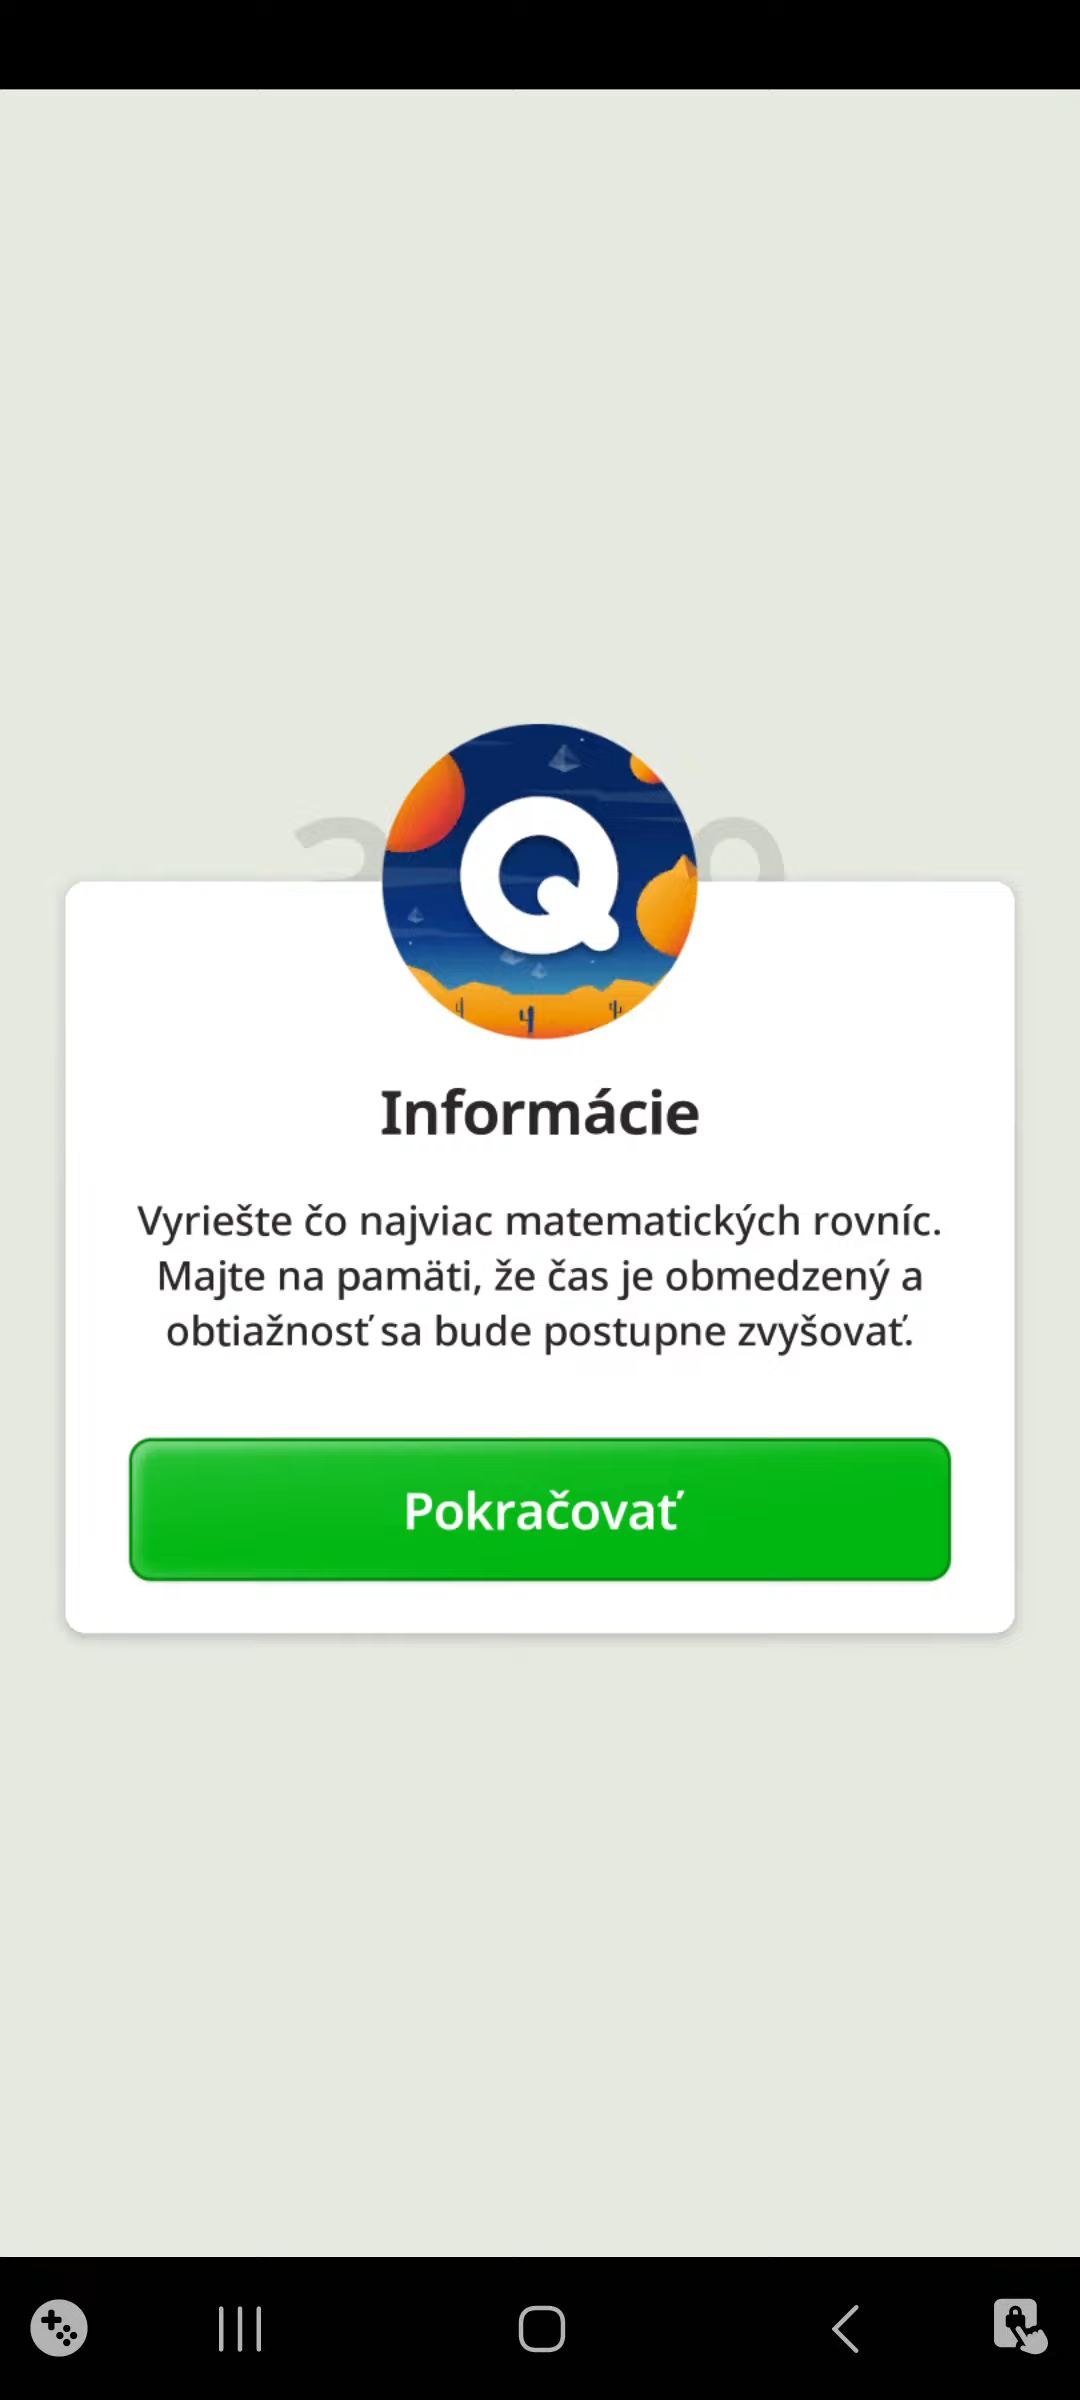 Q
Informácie
Vyriešte čo najviac matematických rovníc.
Majte na pamäti, že čas je obmedzený a
obtiažnosť sa bude postupne zvyšovať.
Pokračovať